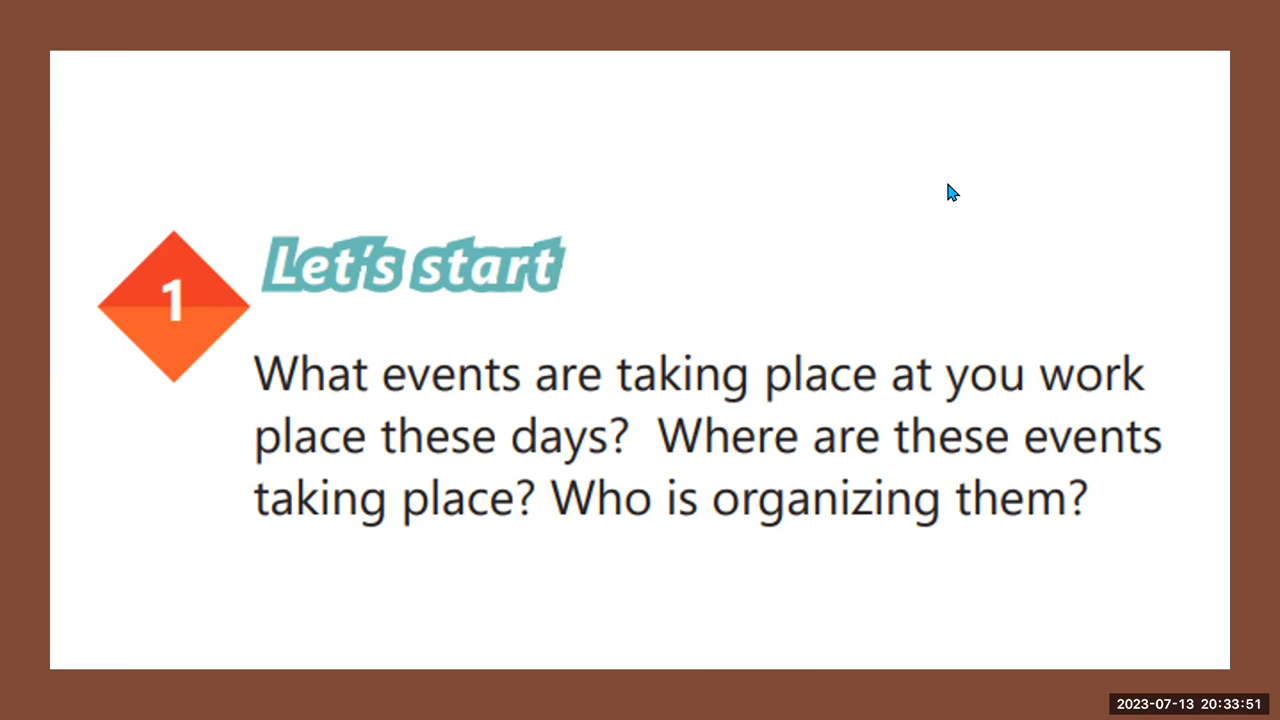 1
Let's start
What events are taking place at you work
place these days?  Where are these events
taking place? Who is organizing them?
2023-07-13 20:33:51